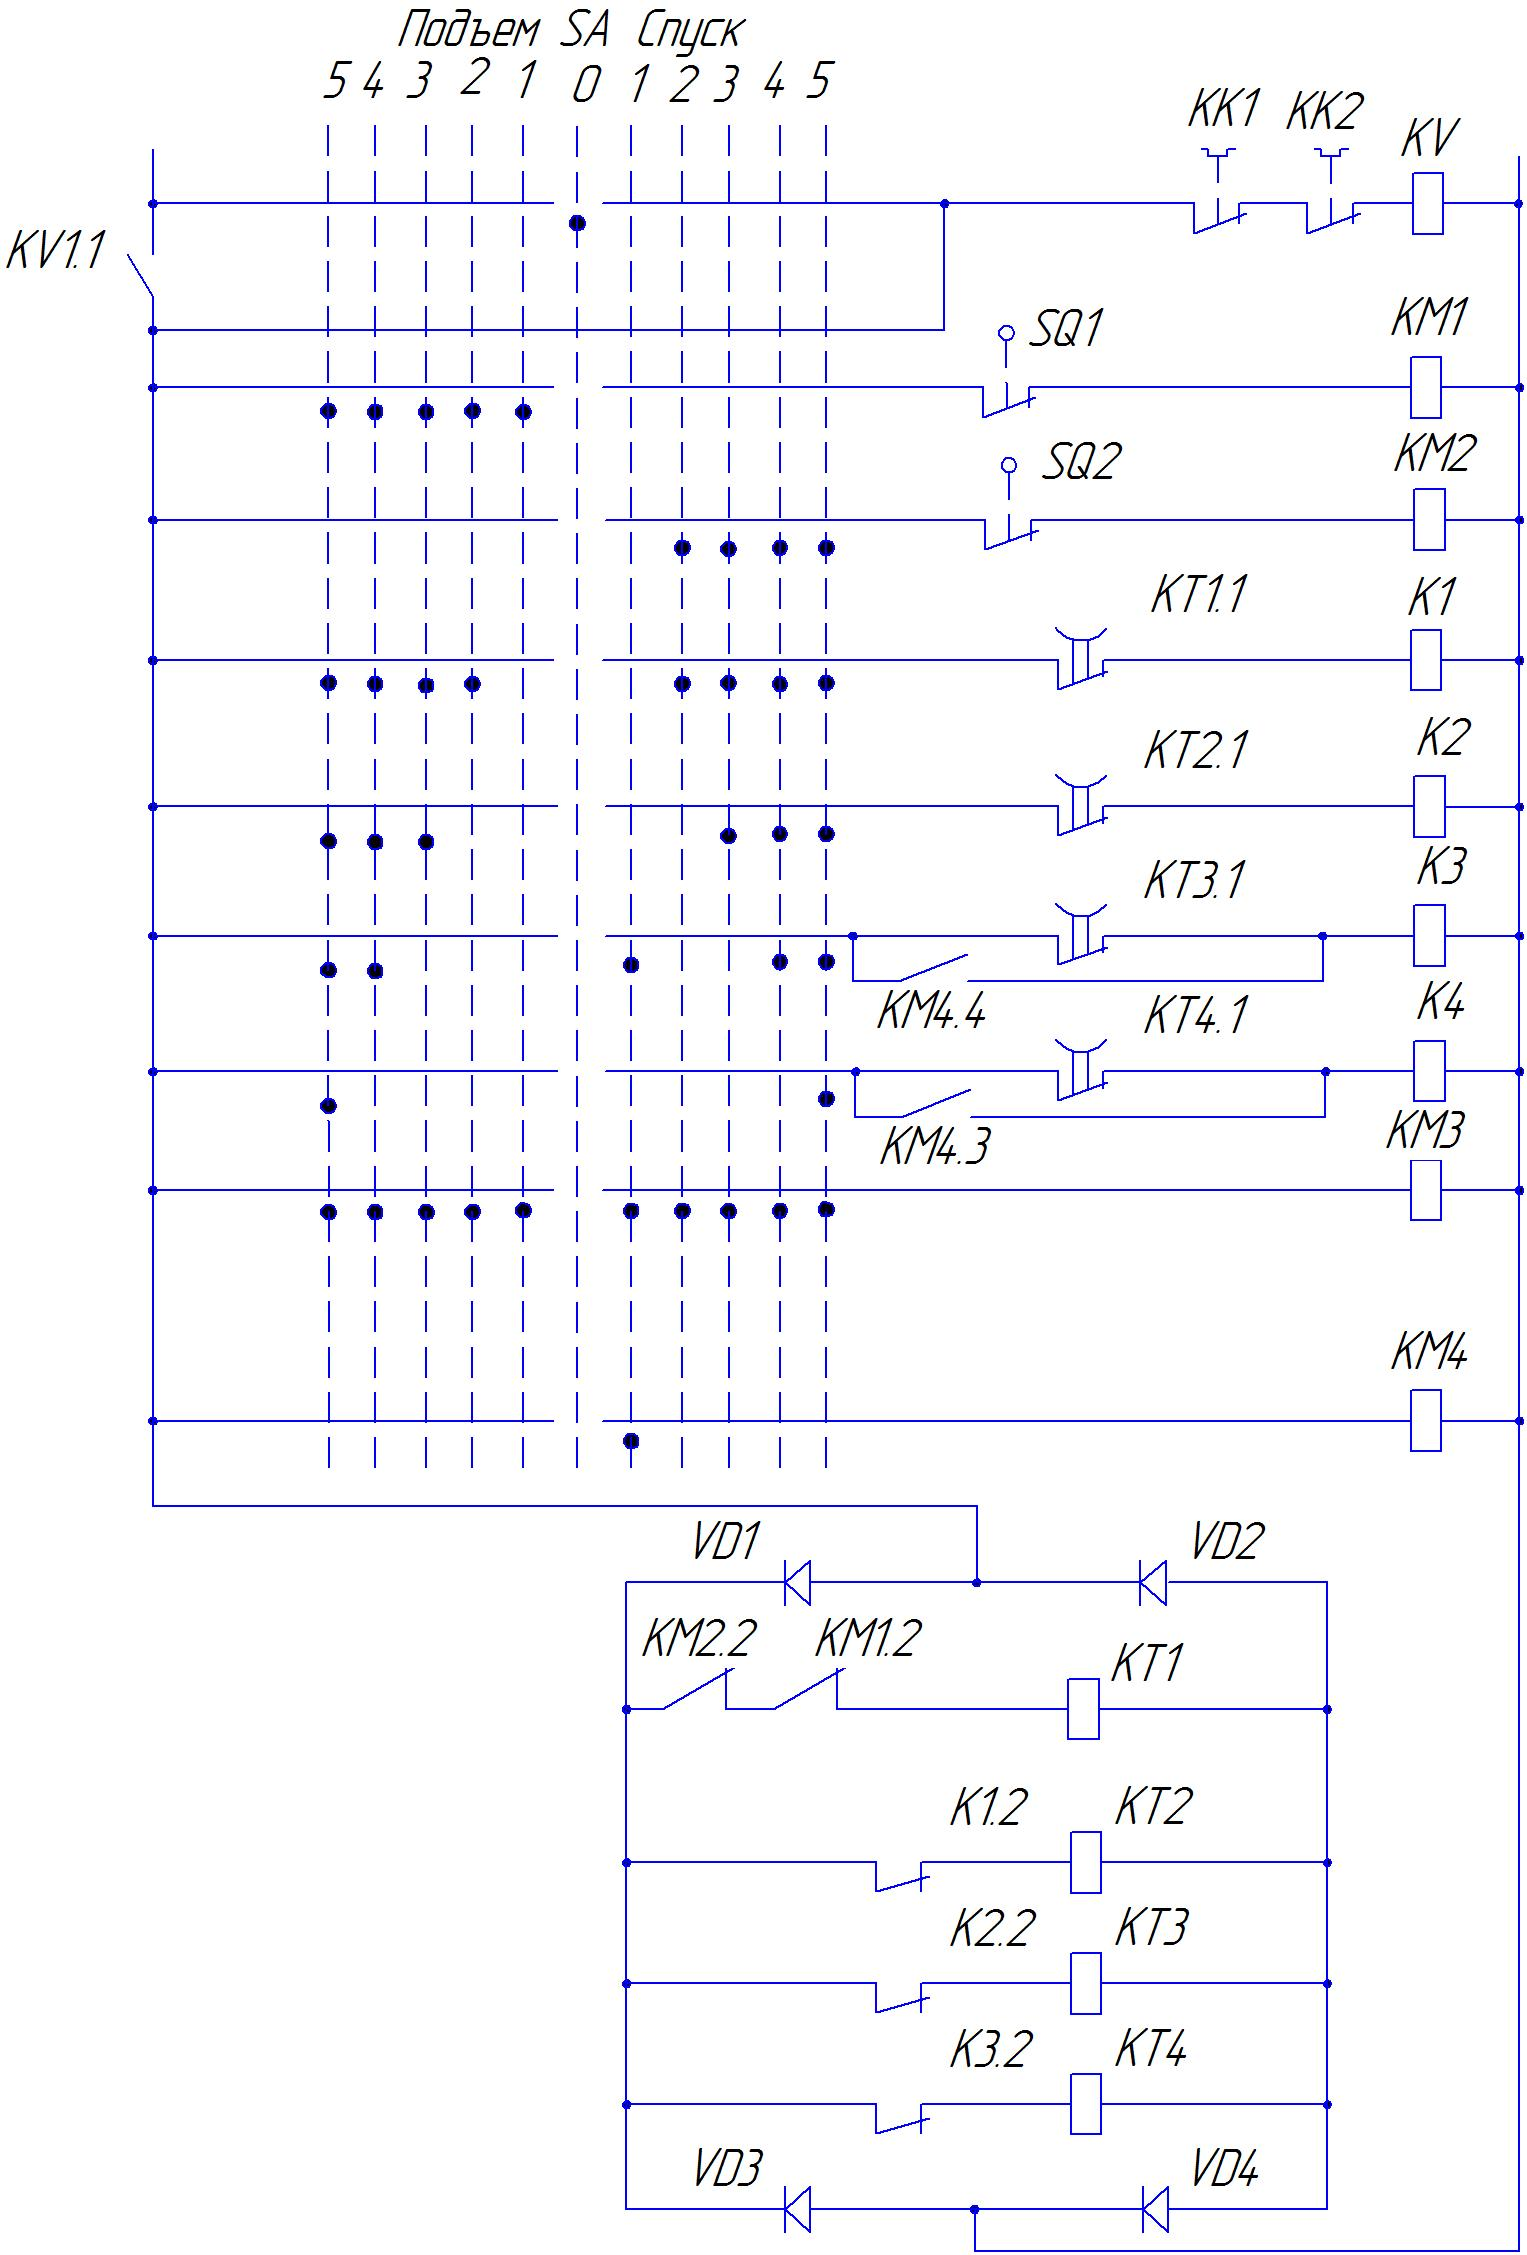 Подъем SA Спуск
5 4 3 2 1 0 1 2 3 4 5
KK1 KK2 KV
KV1.1
SQ1 KM1
SQ2 KM2
KT1.1 K1
KT2.1 K2
KT3.1 K3
KM4.4 KT4.1 K4
KM4.3 KM3
KM4
VD1 VD2
KM2.2 KM1.2 KT1
K1.2 KT2
K2.2 KT3
K3.2 KT4
VD3 VD4